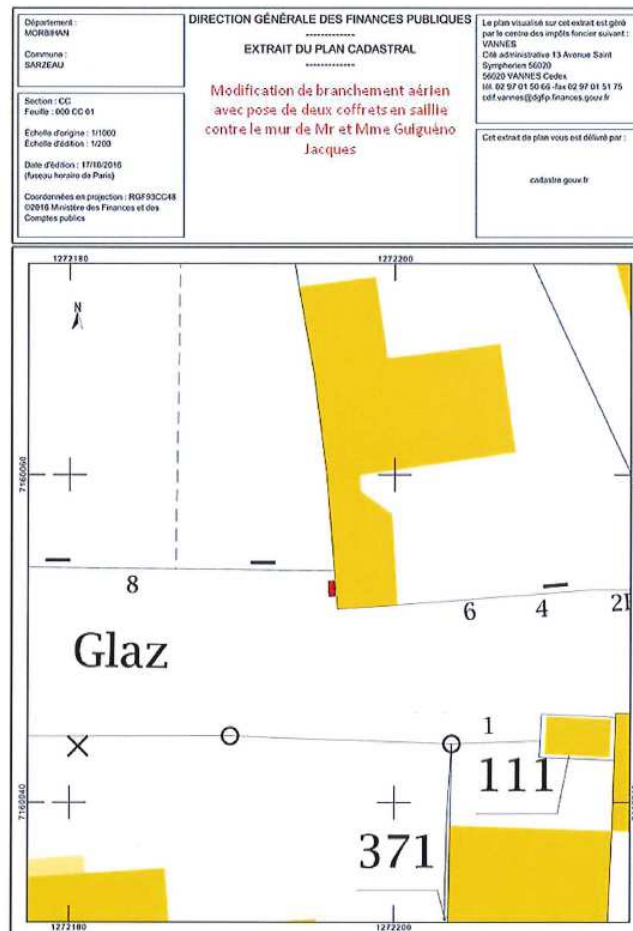 Département :
MORBIHAN
Commune :
SARZEAU
Section : CC
Feuille : 000 CC 01
Échelle d'origine : 1/1000
Échelle d'édition : 1/200
Date d'édition : 17/10/2016
(fuseau horaire de Paris)
Coordonnées en projection : RGF93CC48
©2016 Ministère des Finances et des
Comptes publics
DIRECTION GÉNÉRALE DES FINANCES PUBLIQUES
-------------
EXTRAIT DU PLAN CADASTRAL
-------------
Modification de branchement aérien
avec pose de deux coffrets en saillie
contre le mur de Mr et Mme Gulguéno
Jacques
Le plan visualisé sur cet extrait est géré
par le centre des impôts foncier suivant :
VANNES
Cité administrative 13 Avenue Saint
Symphorien 56020
56020 VANNES Cedex
tél. 02 97 01 50 66 -fax 02 97 01 51 75
cdif.vannes@dgfip.finances.gouv.fr
Cet extrait de plan vous est délivré par :
cadastre.gouv.fr
1272180
1272200
N
7160060
8
6
4
Glaz
1
111
7160040
371
1272180
1272200